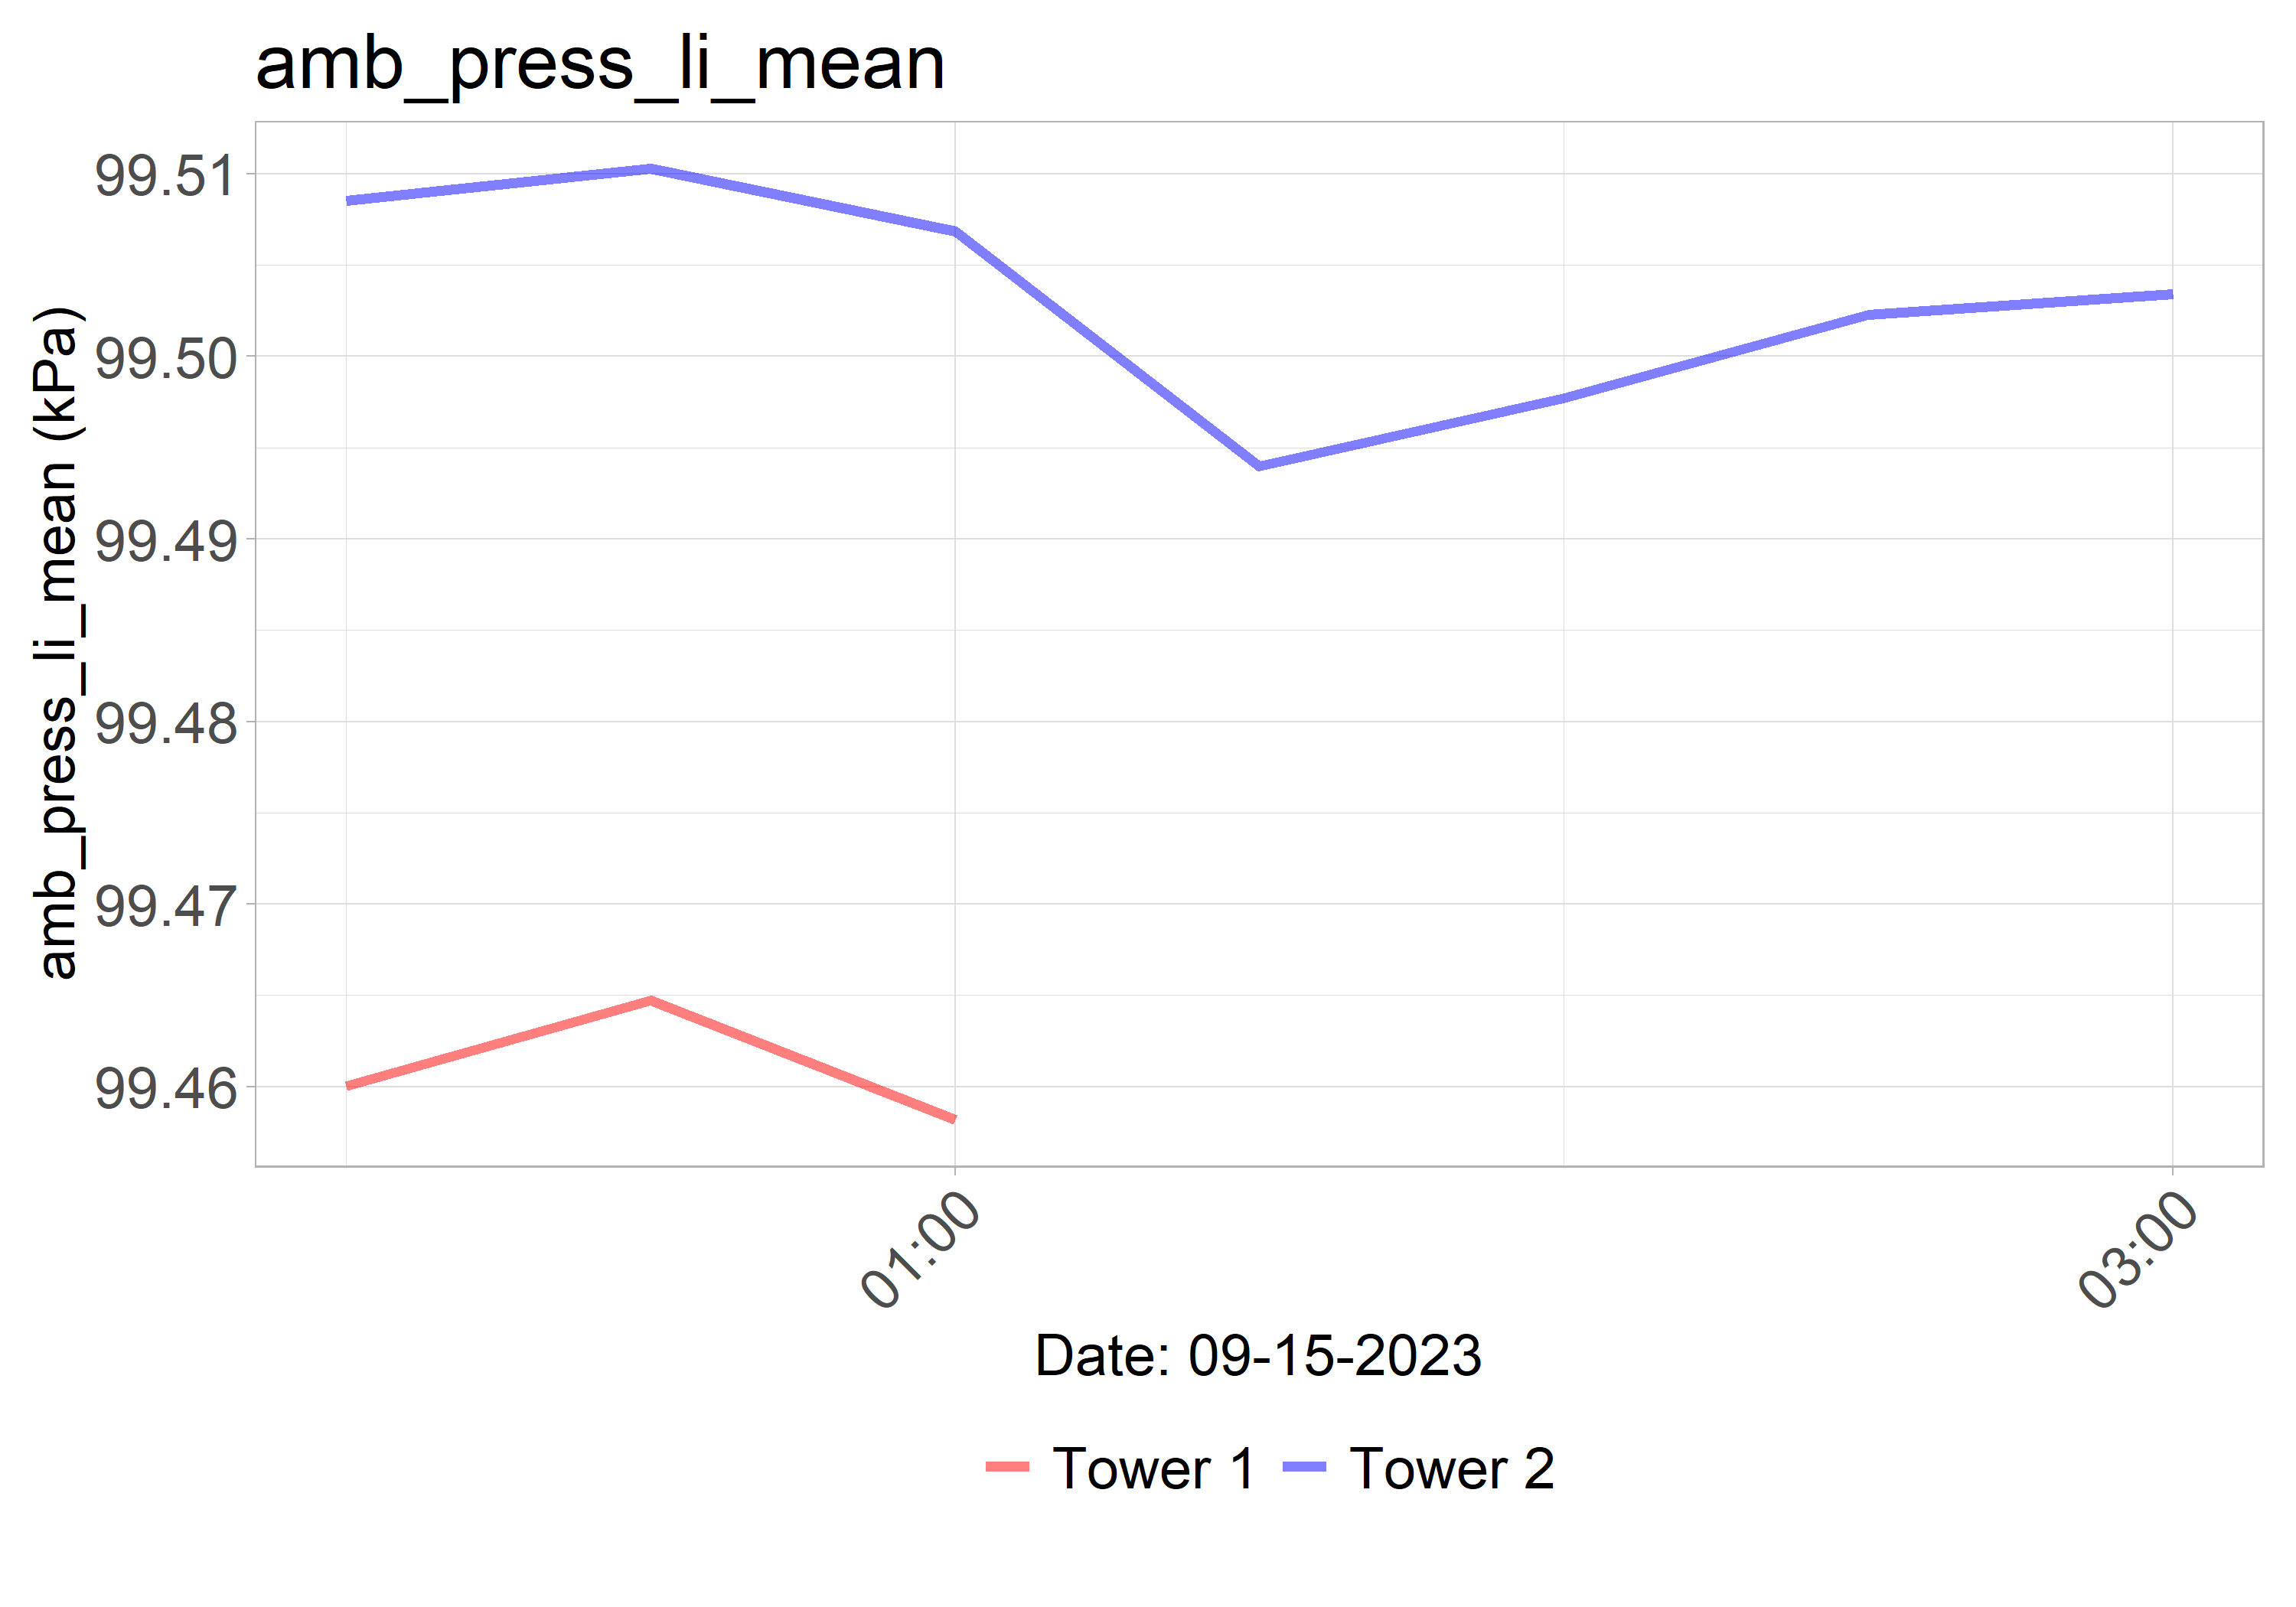 amb_press_li_mean
amb_press_li_mean (kPa)
99.51
99.50
99.49
99.48
99.47
99.46
01:00
03:00
Date: 09-15-2023
Tower 1
Tower 2